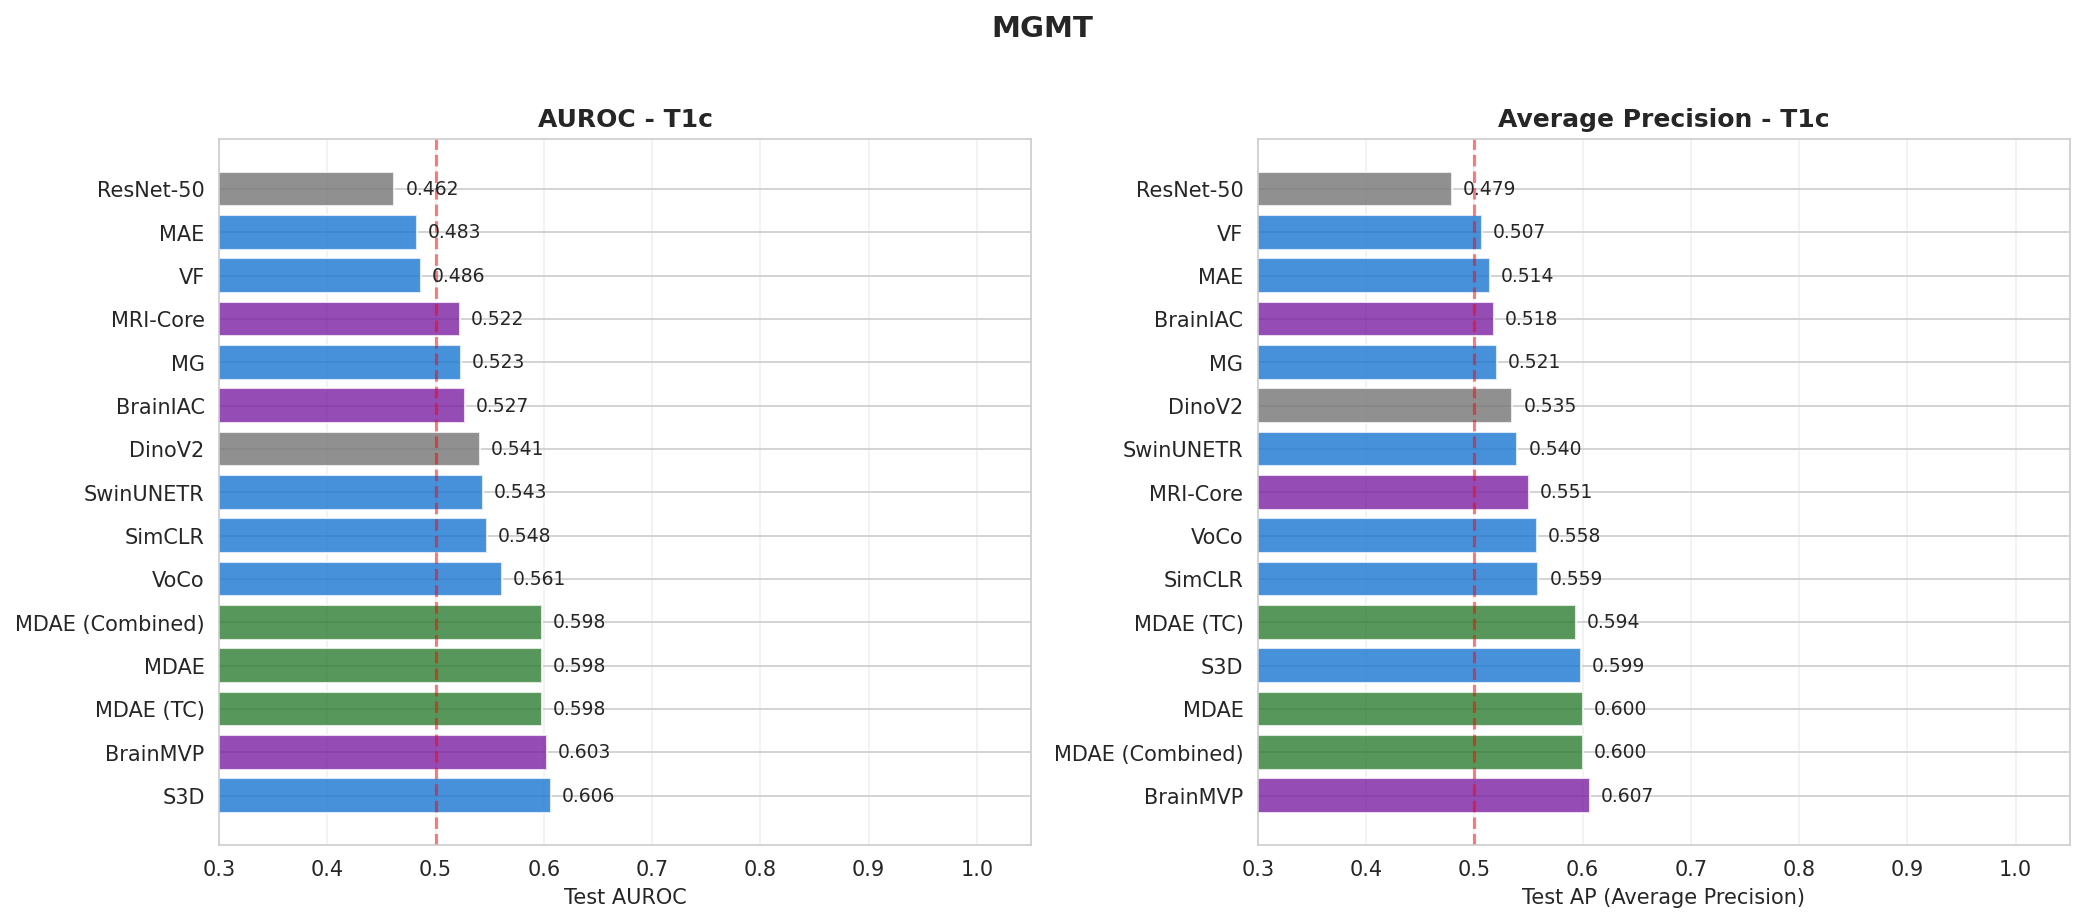 MGMT
AUROC - T1c
ResNet-50 0.462
MAE 0.483
VF 0.486
MRI-Core 0.522
MG 0.523
BrainIAC 0.527
DinoV2 0.541
SwinUNETR 0.543
SimCLR 0.548
VoCo 0.561
MDAE (Combined) 0.598
MDAE 0.598
MDAE (TC) 0.598
BrainMVP 0.603
S3D 0.606
0.3 0.4 0.5 0.6 0.7 0.8 0.9 1.0
Test AUROC
Average Precision - T1c
ResNet-50 0.479
VF 0.507
MAE 0.514
BrainIAC 0.518
MG 0.521
DinoV2 0.535
SwinUNETR 0.540
MRI-Core 0.551
VoCo 0.558
SimCLR 0.559
MDAE (TC) 0.594
S3D 0.599
MDAE 0.600
MDAE (Combined) 0.600
BrainMVP 0.607
0.3 0.4 0.5 0.6 0.7 0.8 0.9 1.0
Test AP (Average Precision)